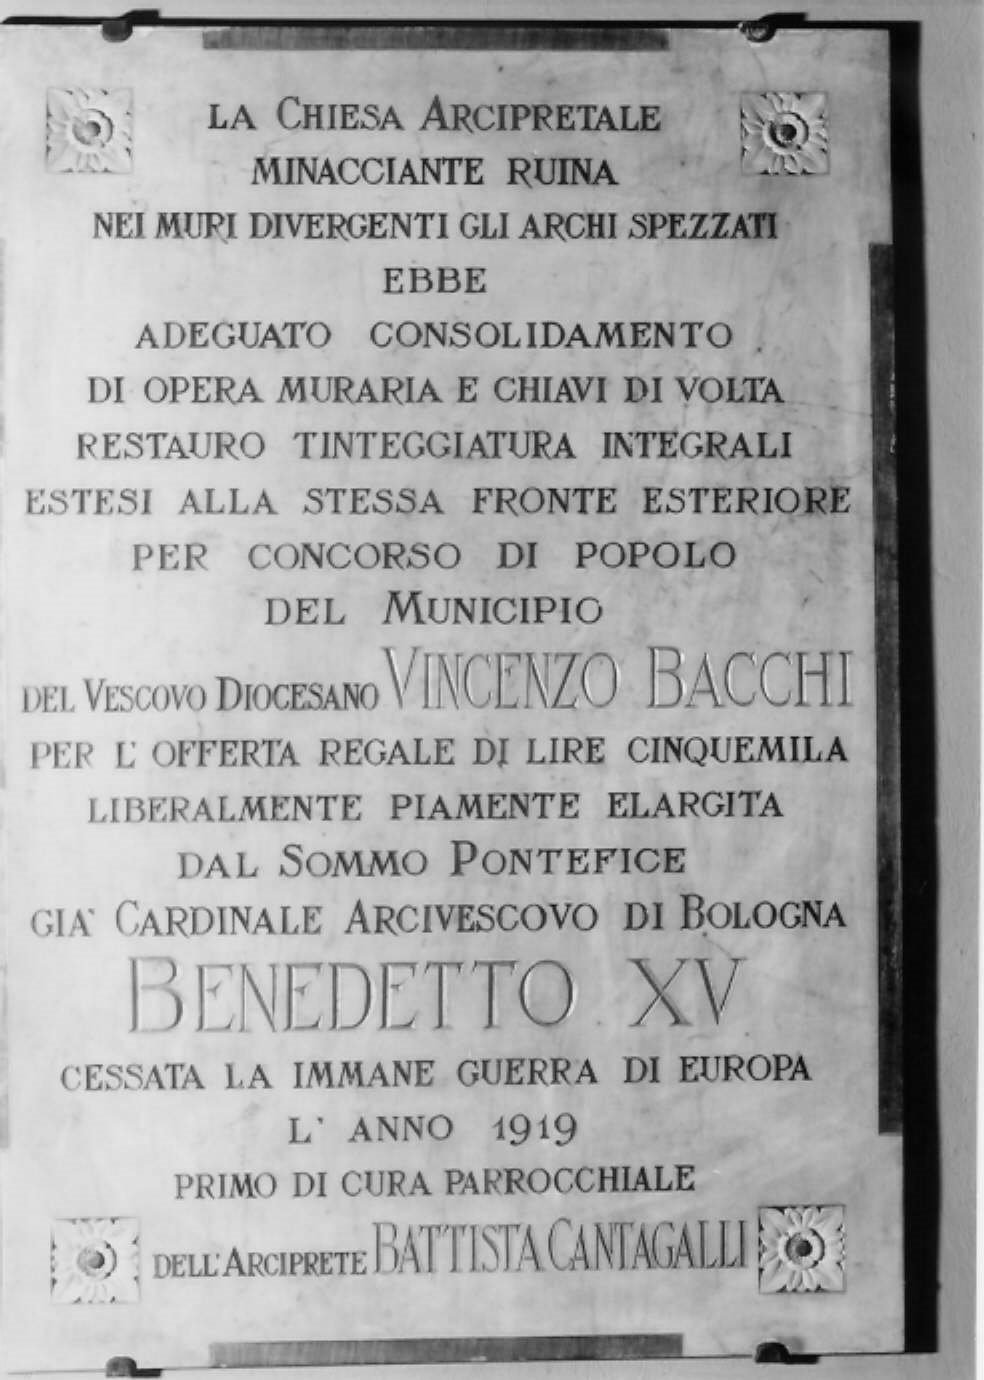 LA CHIESA ARCIPRETALE
MINACCIANTE RUINA
NEI MURI DIVERGENTI GLI ARCHI SPEZZATI
EBBE
ADEGUATO CONSOLIDAMENTO
DI OPERA MURARIA E CHIAVI DI VOLTA
RESTAURO TINTEGGIATURA INTEGRALI
ESTESI ALLA STESSA FRONTE ESTERIORE
PER CONCORSO DI POPOLO
DEL MUNICIPIO
DEL VESCOVO DIOCESANO VINCENZO BACCHI
PER L' OFFERTA REGALE DI LIRE CINQUEMILA
LIBERALMENTE PIAMENTE ELARGITA
DAL SOMMO PONTEFICE
GIA' CARDINALE ARCIVESCOVO DI BOLOGNA
BENEDETTO XV
CESSATA LA IMMANE GUERRA DI EUROPA
L' ANNO 1919
PRIMO DI CURA PARROCCHIALE
DELL'ARCIPRETE BATTISTA CANTAGALLI